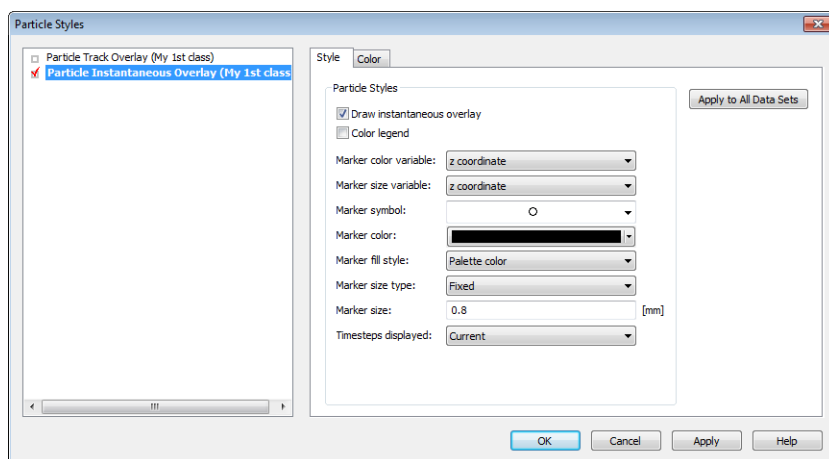 Particle Styles
Particle Track Overlay (My 1st class)
Particle Instantaneous Overlay (My 1st class
Style
Color
Particle Styles
Draw instantaneous overlay
Color legend
Marker color variable: z coordinate
Marker size variable: z coordinate
Marker symbol:
Marker color:
Marker fill style: Palette color
Marker size type: Fixed
Marker size: 0.8 [mm]
Timesteps displayed: Current
Apply to All Data Sets
OK
Cancel
Apply
Help